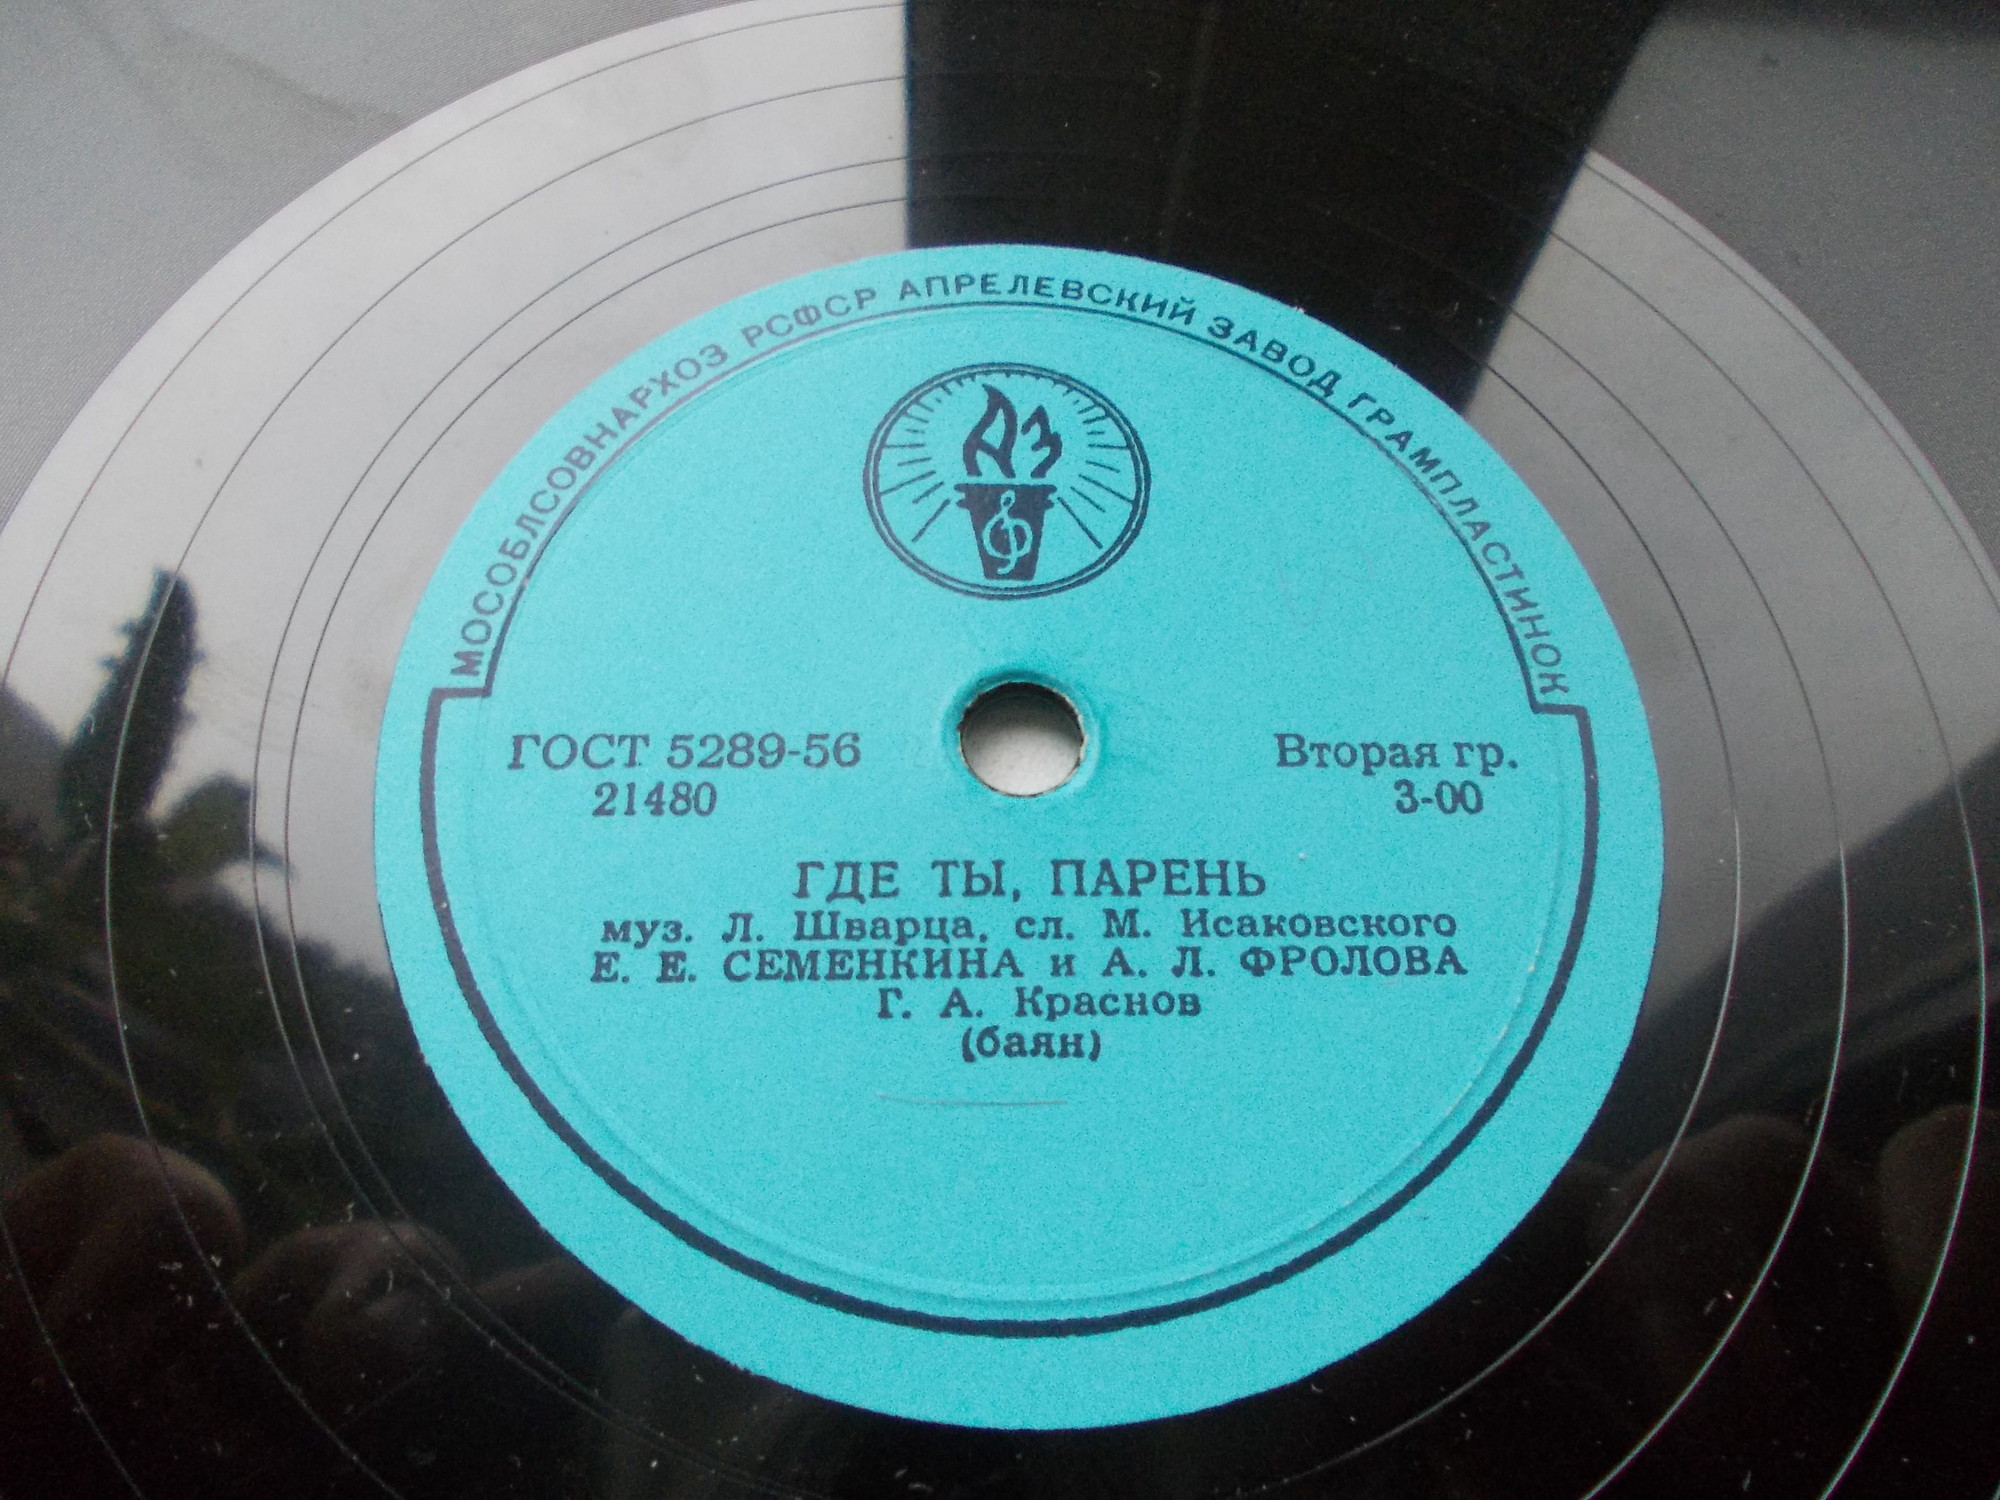 МОСОБЛСОВНАРХОЗ РСФСР АПРЕЛЕВСКИЙ ЗАВОД ГРАМПЛАСТИНОК
АЗ
ГОСТ 5289-56
21480
Вторая гр.
3-00
ГДЕ ТЫ, ПАРЕНЬ
муз. Л. Шварца, сл. М. Исаковского
Е. Е. СЕМЕНКИНА и А. Л. ФРОЛОВА
Г. А. Краснов
(баян)